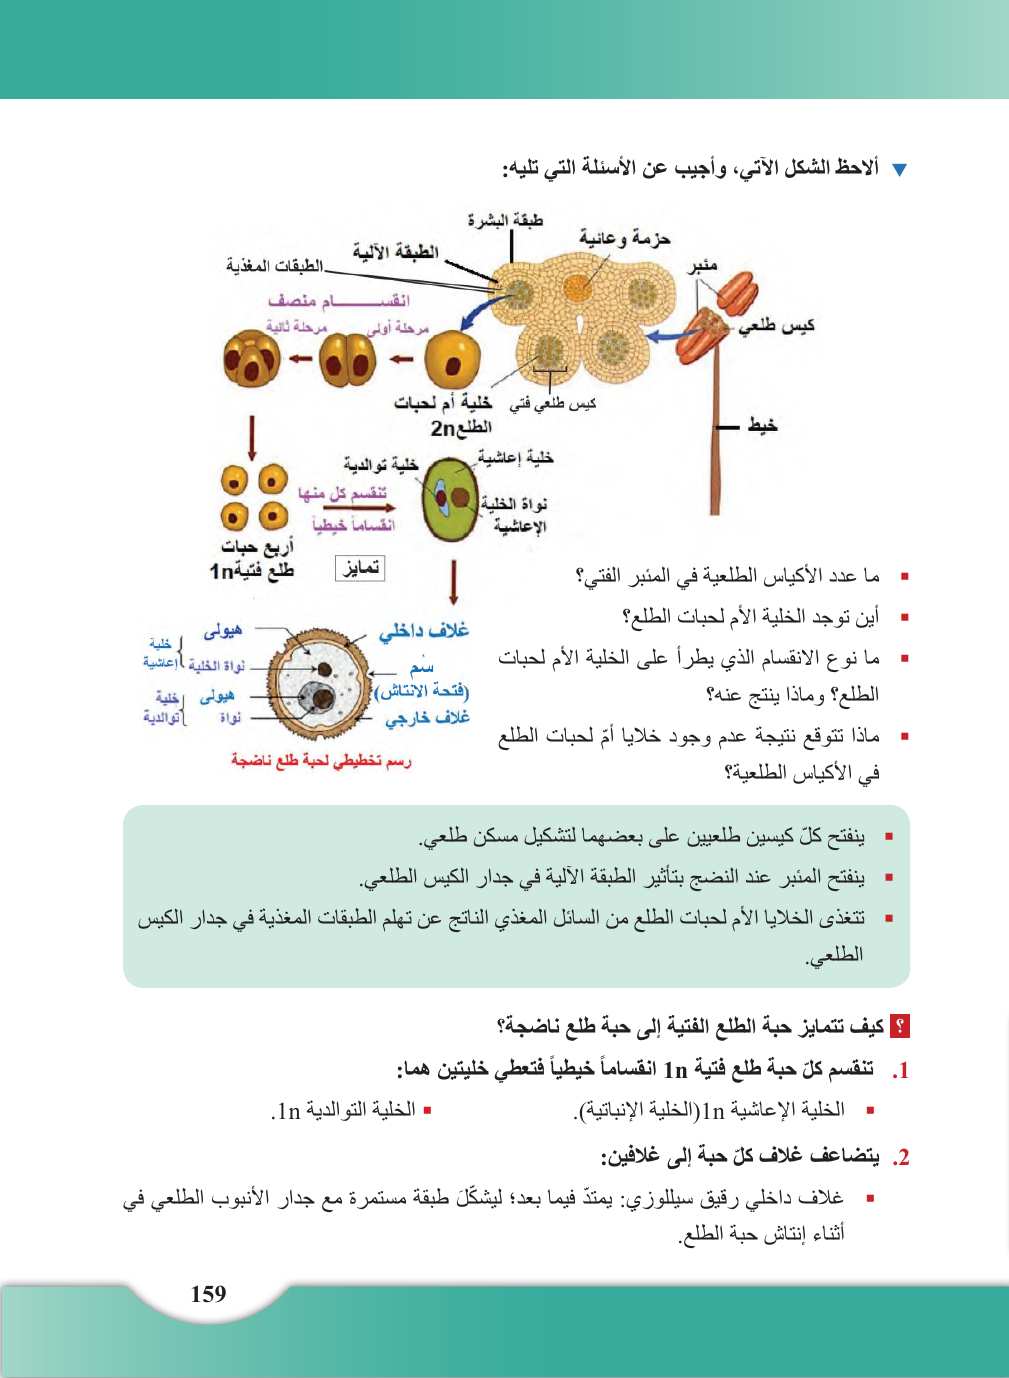 ألاحظ الشكل الآتي، وأجيب عن الأسئلة التي تليه:
طبقة البشرة
حزمة وعائية
الطبقة الآلية
مئبر
الطبقات المغذية
انقســـــام منصف
كيس طلعي
مرحلة أولى
مرحلة ثانية
خلية أم لحبات
الطلع2n
كيس طلعي فتي
خيط
خلية إعاشية
خلية توالدية
تنقسم كل منها
نواة الخلية
الإعاشية
انقساماً خيطياً
أربع حبات
طلع فتية1n
تمايز
غلاف داخلي
هيولى
خلية
إعاشية
نواة الخلية
سُم
(فتحة الانتاش)
هيولى
خلية
توالدية
نواة
غلاف خارجي
رسم تخطيطي لحبة طلع ناضجة
▪ ما عدد الأكياس الطلعية في المئبر الفتي؟
▪ أين توجد الخلية الأم لحبات الطلع؟
▪ ما نوع الانقسام الذي يطرأ على الخلية الأم لحبات
الطلع؟ وماذا ينتج عنه؟
▪ ماذا تتوقع نتيجة عدم وجود خلايا أمّ لحبات الطلع
في الأكياس الطلعية؟
▪ ينفتح كلّ كيسين طلعيين على بعضهما لتشكيل مسكن طلعي.
▪ ينفتح المئبر عند النضج بتأثير الطبقة الآلية في جدار الكيس الطلعي.
▪ تتغذى الخلايا الأم لحبات الطلع من السائل المغذي الناتج عن تهلم الطبقات المغذية في جدار الكيس
الطلعي.
؟ كيف تتمايز حبة الطلع الفتية إلى حبة طلع ناضجة؟
1. تنقسم كلّ حبة طلع فتية 1n انقساماً خيطياً فتعطي خليتين هما:
▪ الخلية الإعاشية 1n(الخلية الإنباتية). ▪ الخلية التوالدية 1n.
2. يتضاعف غلاف كلّ حبة إلى غلافين:
▪ غلاف داخلي رقيق سيللوزي: يمتدّ فيما بعد؛ ليشكّلَ طبقة مستمرة مع جدار الأنبوب الطلعي في
أثناء إنتاش حبة الطلع.
159